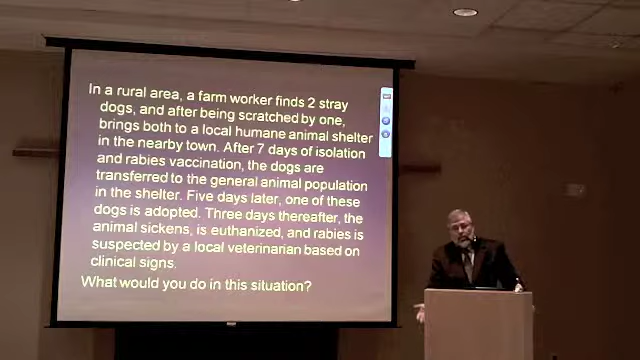 In a rural area, a farm worker finds 2 stray
dogs, and after being scratched by one,
brings both to a local humane animal shelter
in the nearby town. After 7 days of isolation
and rabies vaccination, the dogs are
transferred to the general animal population
in the shelter. Five days later, one of these
dogs is adopted. Three days thereafter, the
animal sickens, is euthanized, and rabies is
suspected by a local veterinarian based on
clinical signs.
What would you do in this situation?